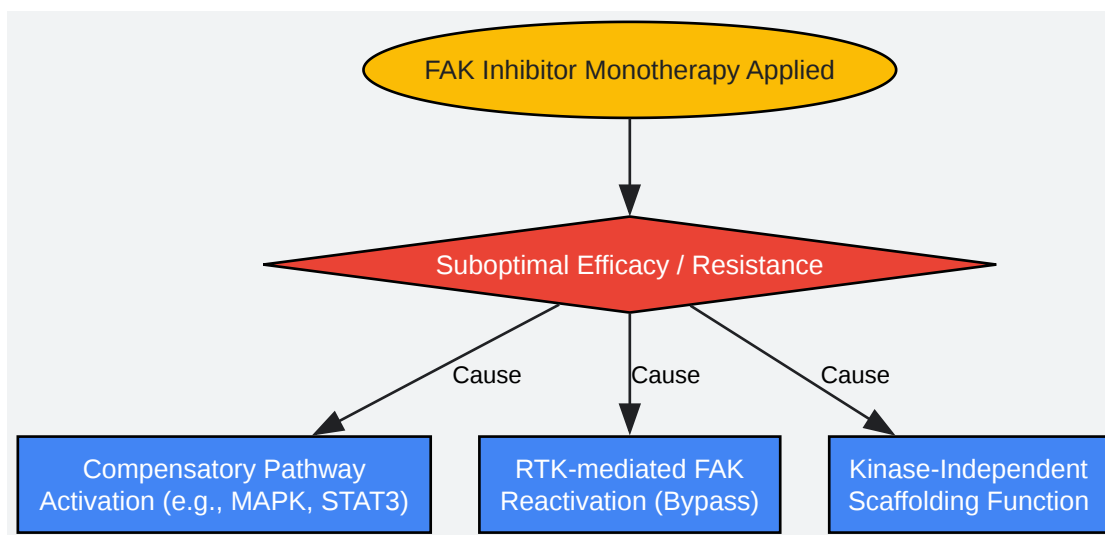 FAK Inhibitor Monotherapy Applied
Suboptimal Efficacy / Resistance
Cause
Cause
Cause
Compensatory Pathway
Activation (e.g., MAPK, STAT3)
RTK-mediated FAK
Reactivation (Bypass)
Kinase-Independent
Scaffolding Function